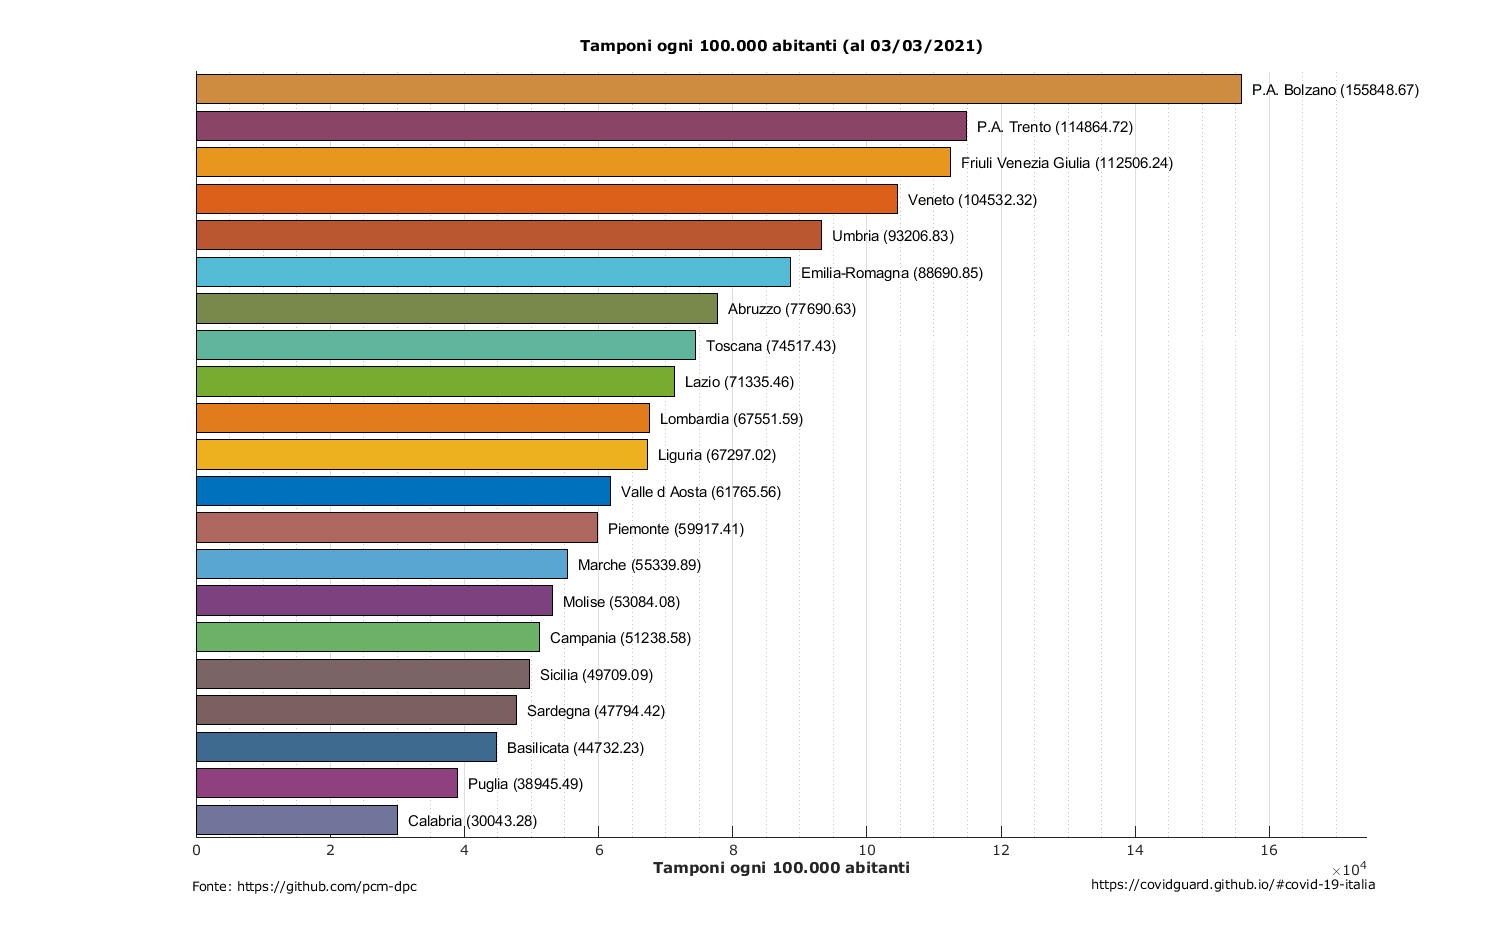 Tamponi ogni 100.000 abitanti (al 03/03/2021)
P.A. Bolzano (155848.67)
P.A. Trento (114864.72)
Friuli Venezia Giulia (112506.24)
Veneto (104532.32)
Umbria (93206.83)
Emilia-Romagna (88690.85)
Abruzzo (77690.63)
Toscana (74517.43)
Lazio (71335.46)
Lombardia (67551.59)
Liguria (67297.02)
Valle d Aosta (61765.56)
Piemonte (59917.41)
Marche (55339.89)
Molise (53084.08)
Campania (51238.58)
Sicilia (49709.09)
Sardegna (47794.42)
Basilicata (44732.23)
Puglia (38945.49)
Calabria (30043.28)
0 2 4 6 8 10 12 14 16
×10⁴
Tamponi ogni 100.000 abitanti
Fonte: https://github.com/pcm-dpc
https://covidguard.github.io/#covid-19-italia